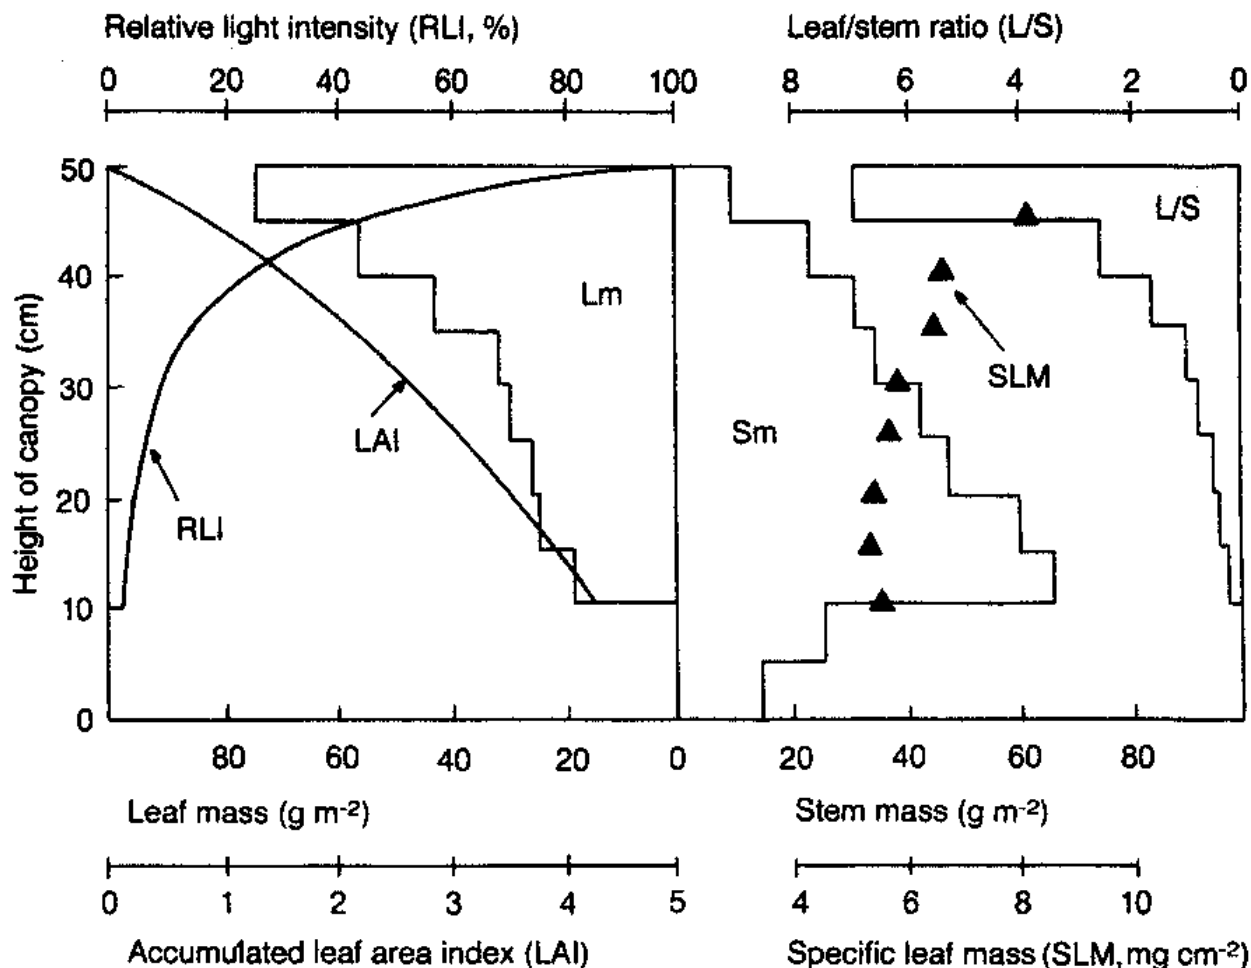 Relative light intensity (RLI, %)
Leaf/stem ratio (L/S)
0 20 40 60 80 100
8 6 4 2 0
50
40
30
20
10
0
Height of canopy (cm)
L/S
Lm
SLM
LAI
Sm
RLI
80 60 40 20 0 20 40 60 80
Leaf mass (g m-2)
Stem mass (g m-2)
0 1 2 3 4 5
4 6 8 10
Accumulated leaf area index (LAI)
Specific leaf mass (SLM, mg cm-2)